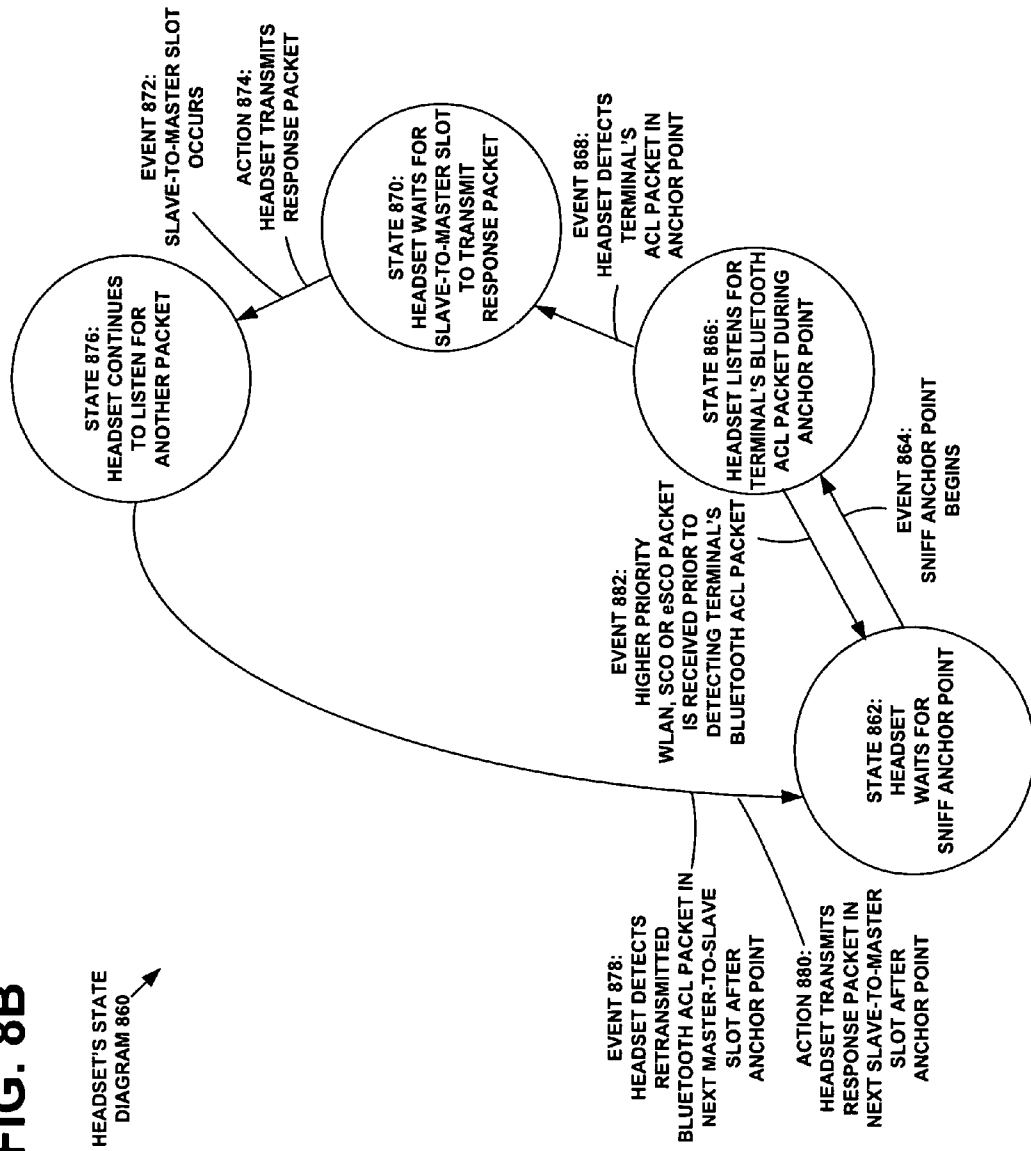 FIG. 8B
HEADSET'S STATE
DIAGRAM 860
STATE 876:
HEADSET CONTINUES
TO LISTEN FOR
ANOTHER PACKET
EVENT 872:
SLAVE-TO-MASTER SLOT
OCCURS
ACTION 874:
HEADSET TRANSMITS
RESPONSE PACKET
STATE 870:
HEADSET WAITS FOR
SLAVE-TO-MASTER SLOT
TO TRANSMIT
RESPONSE PACKET
EVENT 868:
HEADSET DETECTS
TERMINAL'S
ACL PACKET IN
ANCHOR POINT
STATE 866:
HEADSET LISTENS FOR
TERMINAL'S BLUETOOTH
ACL PACKET DURING
ANCHOR POINT
EVENT 882:
HIGHER PRIORITY
WLAN, SCO OR eSCO PACKET
IS RECEIVED PRIOR TO
DETECTING TERMINAL'S
BLUETOOTH ACL PACKET
EVENT 864:
SNIFF ANCHOR POINT
BEGINS
STATE 862:
HEADSET
WAITS FOR
SNIFF ANCHOR POINT
EVENT 878:
HEADSET DETECTS
RETRANSMITTED
BLUETOOTH ACL PACKET IN
NEXT MASTER-TO-SLAVE
SLOT AFTER
ANCHOR POINT
ACTION 880:
HEADSET TRANSMITS
RESPONSE PACKET IN
NEXT SLAVE-TO-MASTER
SLOT AFTER
ANCHOR POINT